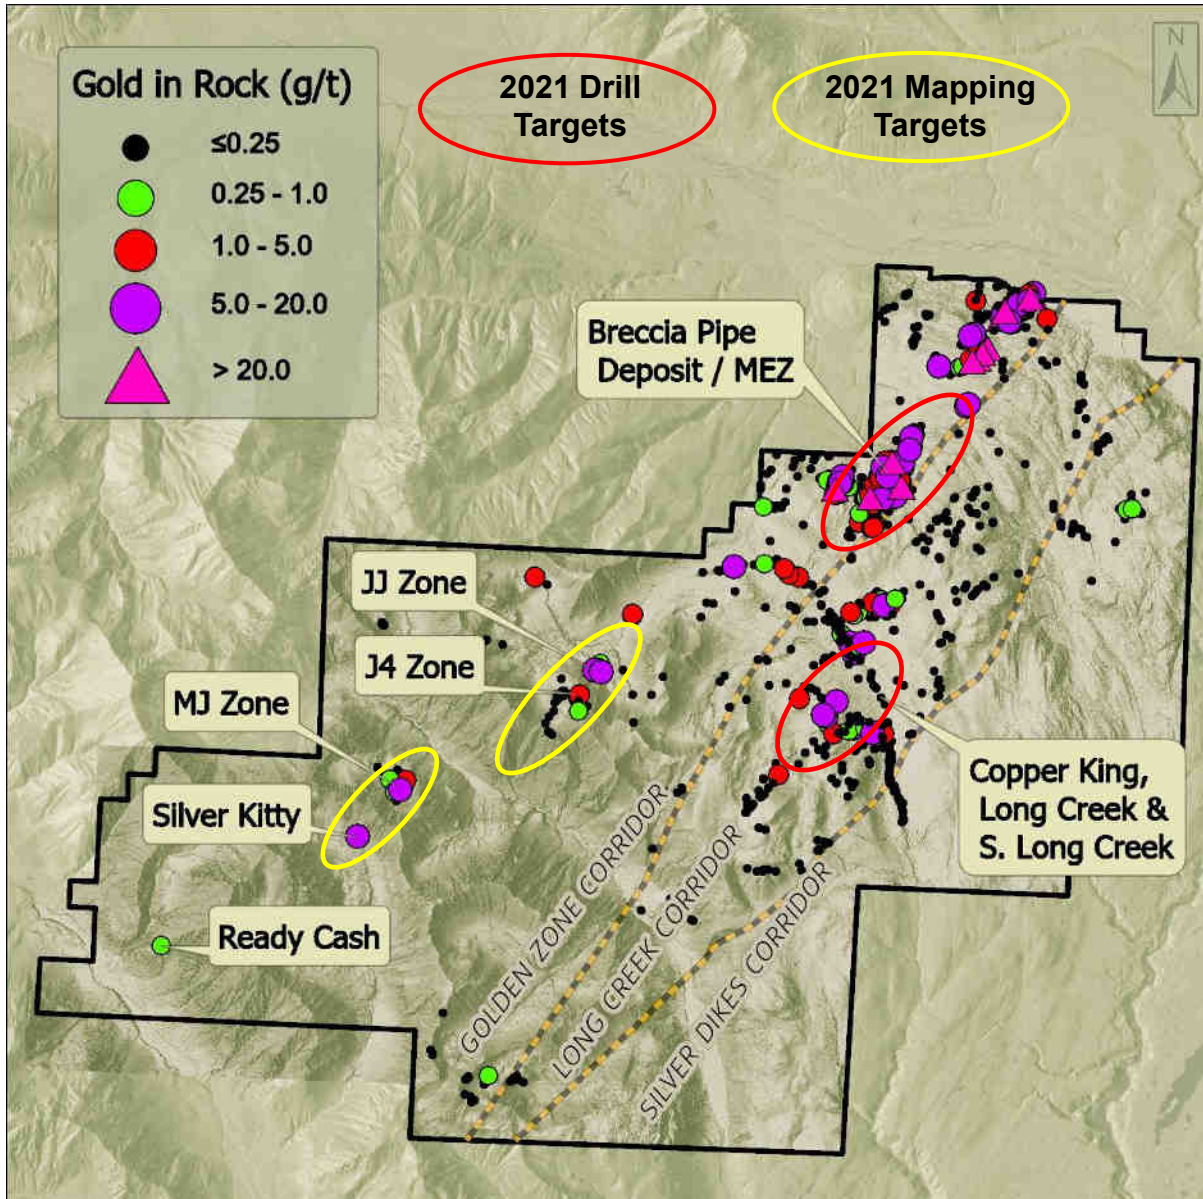 Gold in Rock (g/t)
≤0.25
0.25 - 1.0
1.0 - 5.0
5.0 - 20.0
> 20.0
2021 Drill
Targets
2021 Mapping
Targets
N
Breccia Pipe
Deposit / MEZ
JJ Zone
J4 Zone
MJ Zone
Silver Kitty
Ready Cash
Copper King,
Long Creek &
S. Long Creek
GOLDEN ZONE CORRIDOR
LONG CREEK CORRIDOR
SILVER DIKES CORRIDOR